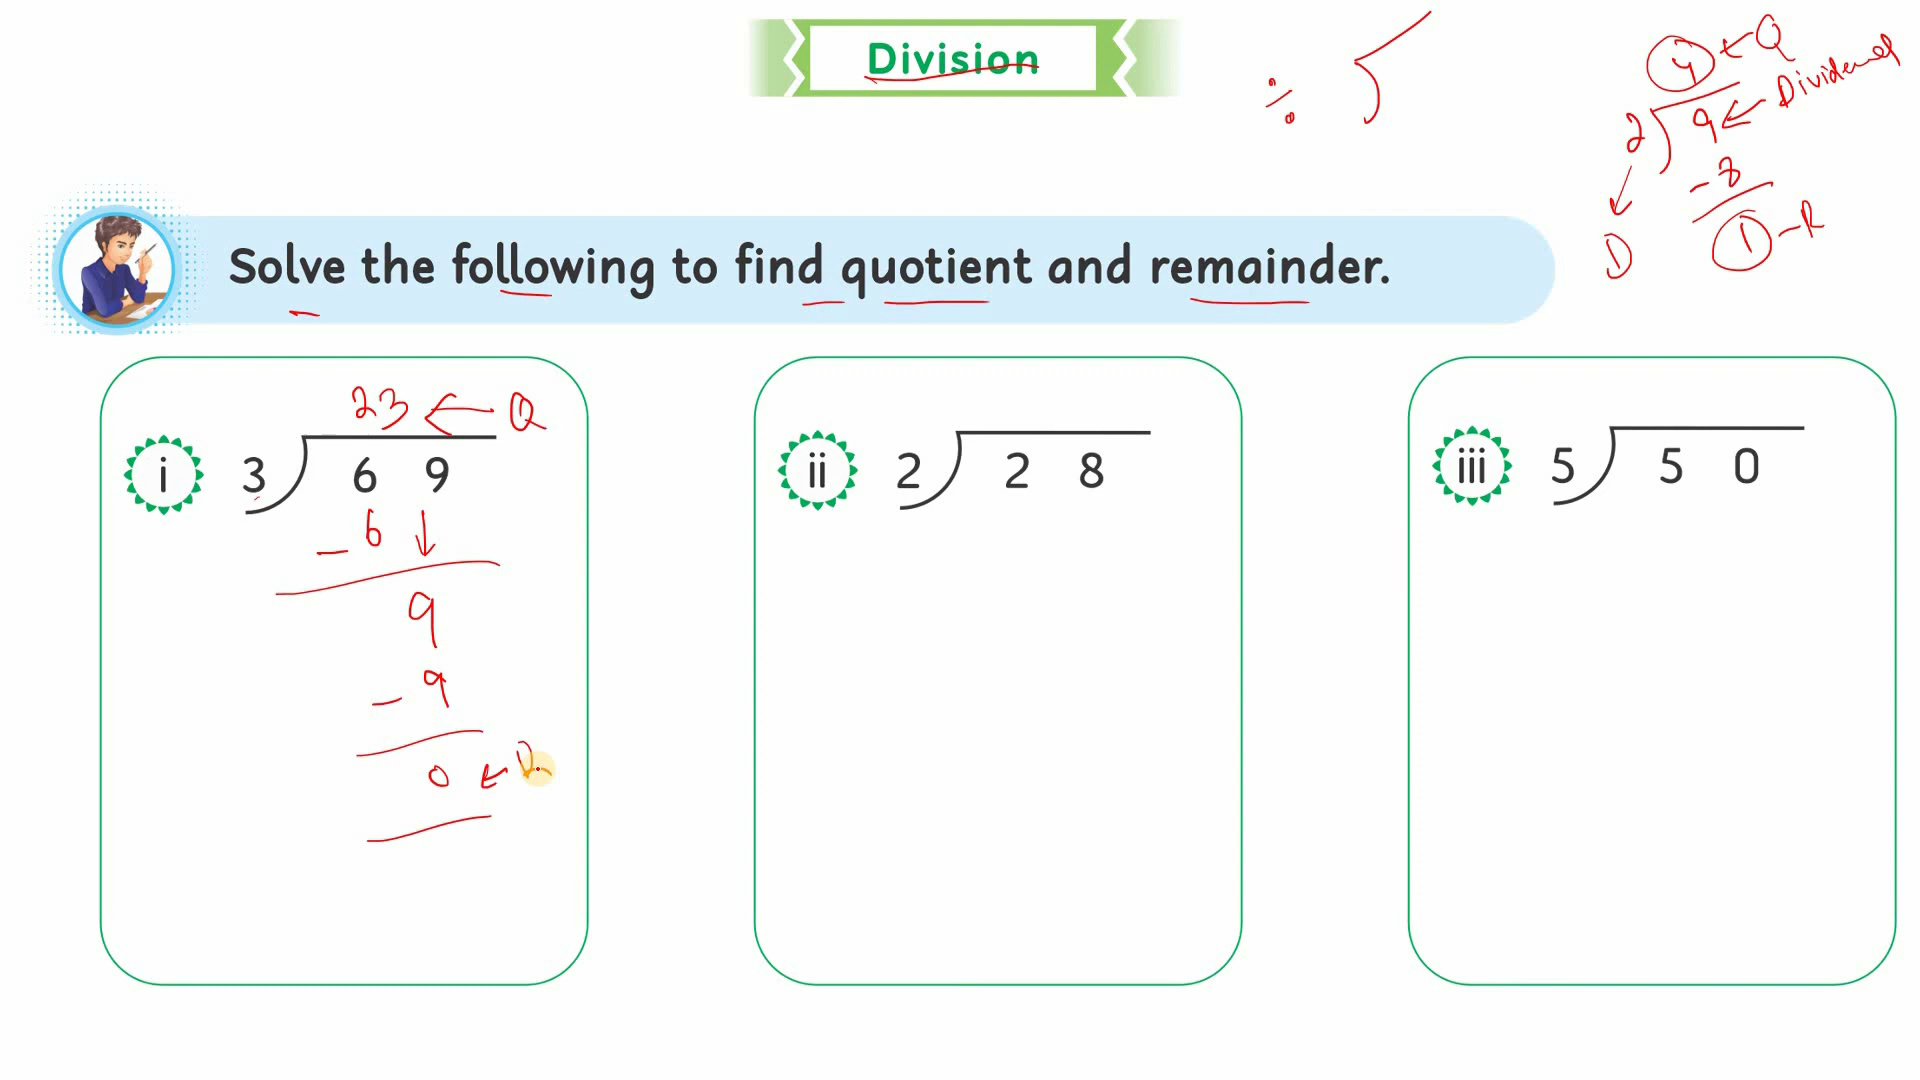 Division
÷
4 ← Q
2 9 ← Dividend
- 8
1 - R
D
Solve the following to find quotient and remainder.
23 ← Q
i 3 6 9
- 6 ↓
9
- 9
0 ←
ii 2 2 8
iii 5 5 0